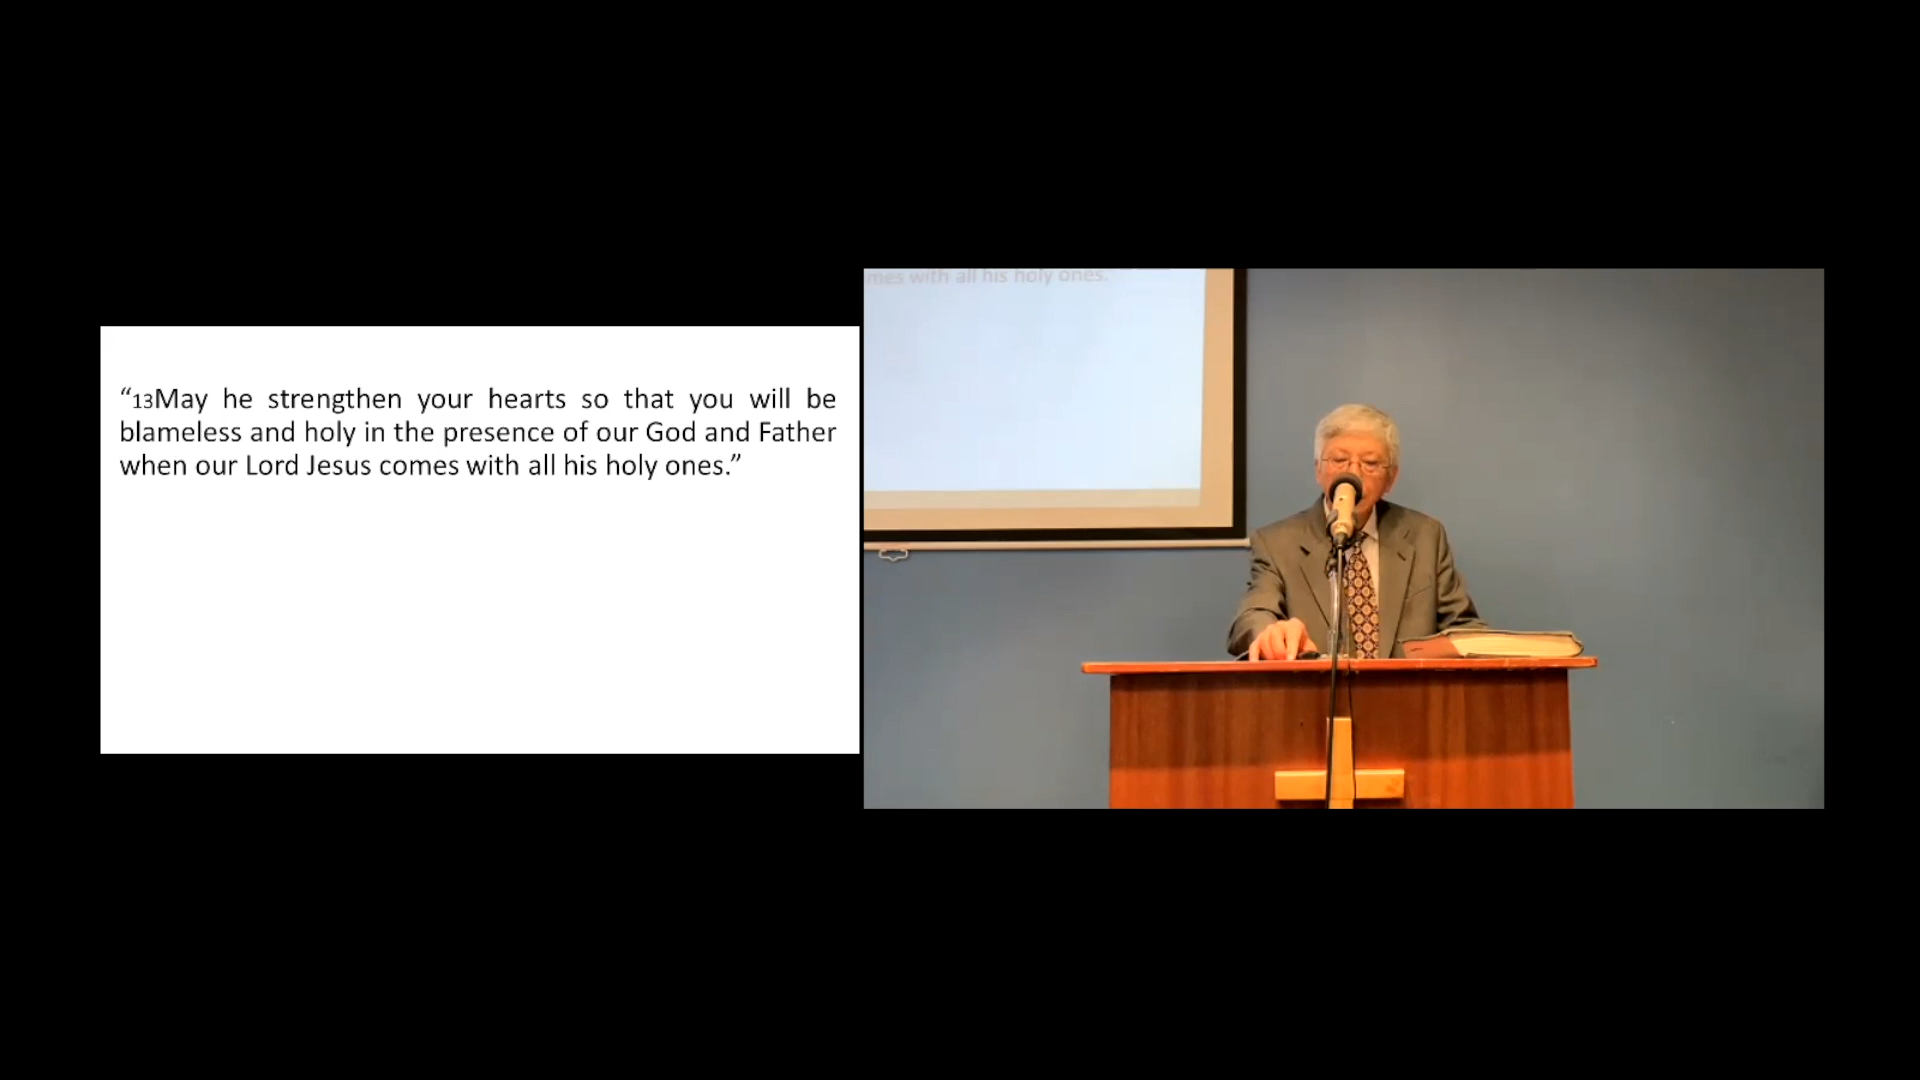 “13May he strengthen your hearts so that you will be
blameless and holy in the presence of our God and Father
when our Lord Jesus comes with all his holy ones.”
mes with all his holy ones.”